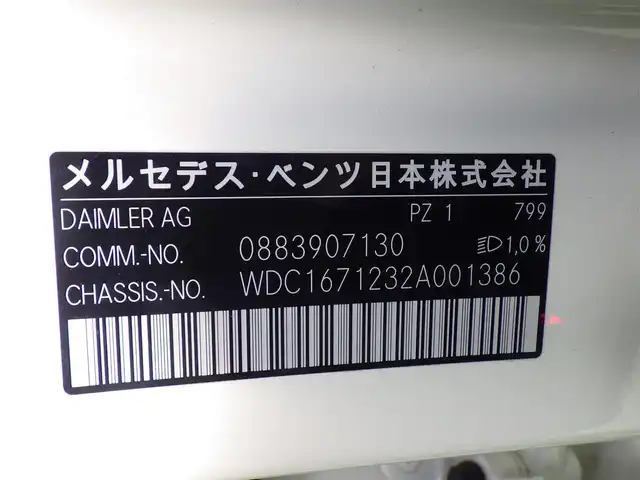 メルセデス・ベンツ日本株式会社
DAIMLER AG PZ 1 799
COMM.-NO. 0883907130 1,0 %
CHASSIS.-NO. WDC1671232A001386